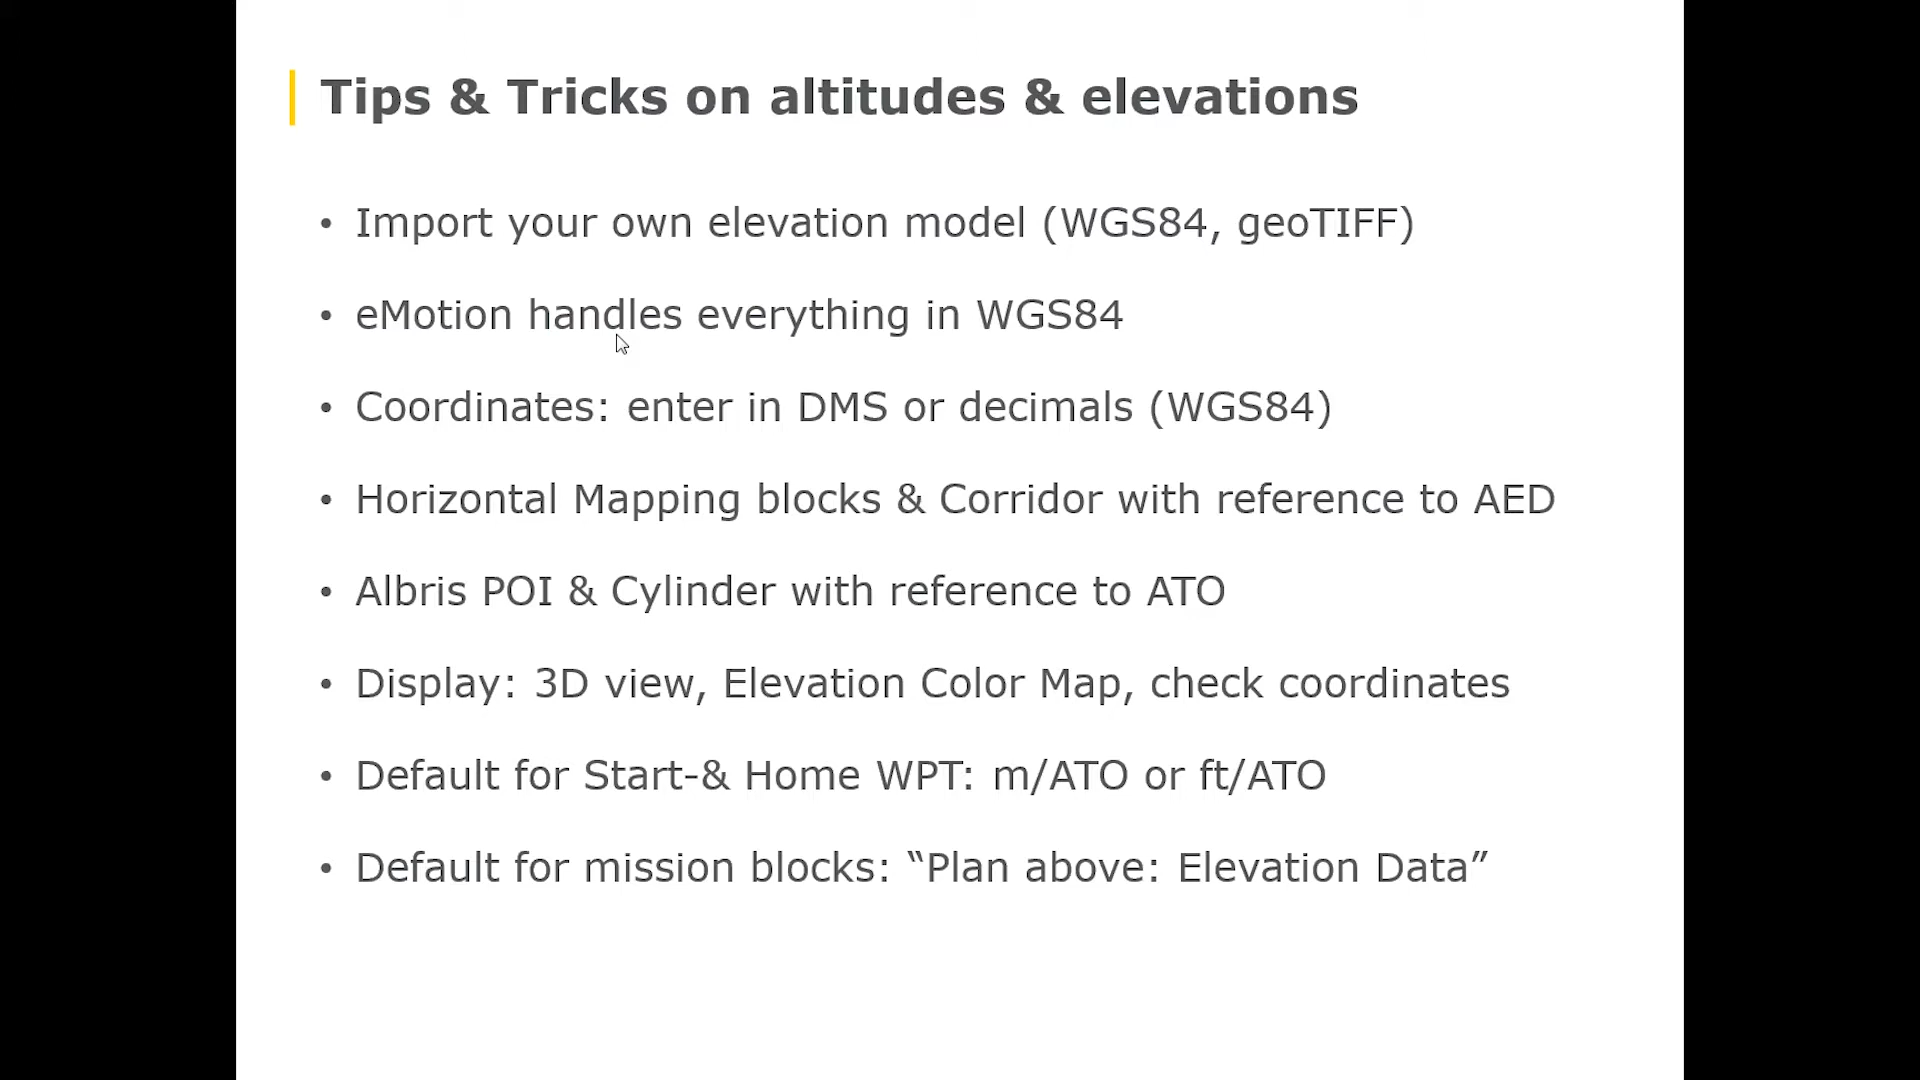 Tips & Tricks on altitudes & elevations
• Import your own elevation model (WGS84, geoTIFF)
• eMotion handles everything in WGS84
• Coordinates: enter in DMS or decimals (WGS84)
• Horizontal Mapping blocks & Corridor with reference to AED
• Albris POI & Cylinder with reference to ATO
• Display: 3D view, Elevation Color Map, check coordinates
• Default for Start-& Home WPT: m/ATO or ft/ATO
• Default for mission blocks: “Plan above: Elevation Data”